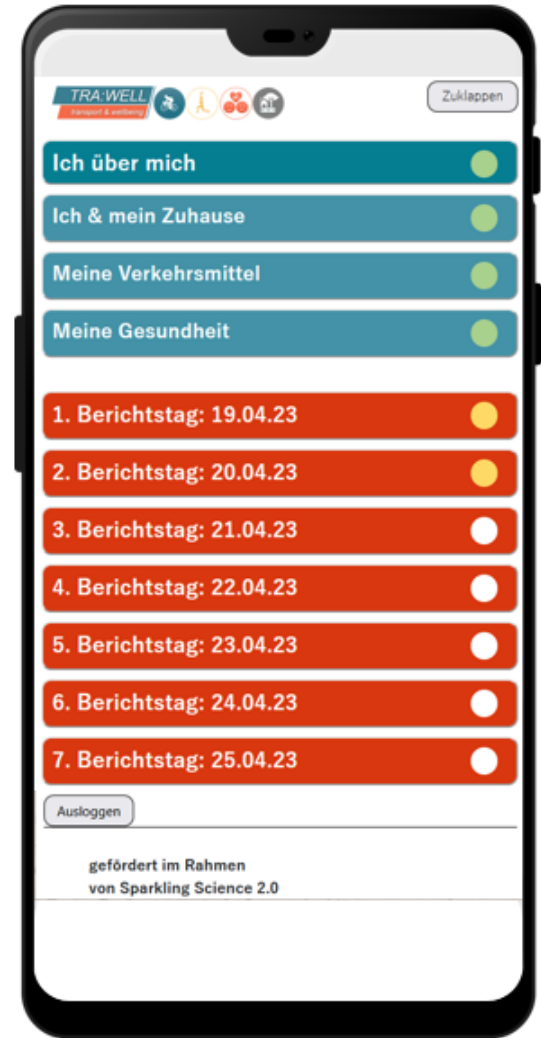 TRA:WELL
transport & wellbeing
Zuklappen
Ich über mich
Ich & mein Zuhause
Meine Verkehrsmittel
Meine Gesundheit
1. Berichtstag: 19.04.23
2. Berichtstag: 20.04.23
3. Berichtstag: 21.04.23
4. Berichtstag: 22.04.23
5. Berichtstag: 23.04.23
6. Berichtstag: 24.04.23
7. Berichtstag: 25.04.23
Ausloggen
gefördert im Rahmen
von Sparkling Science 2.0